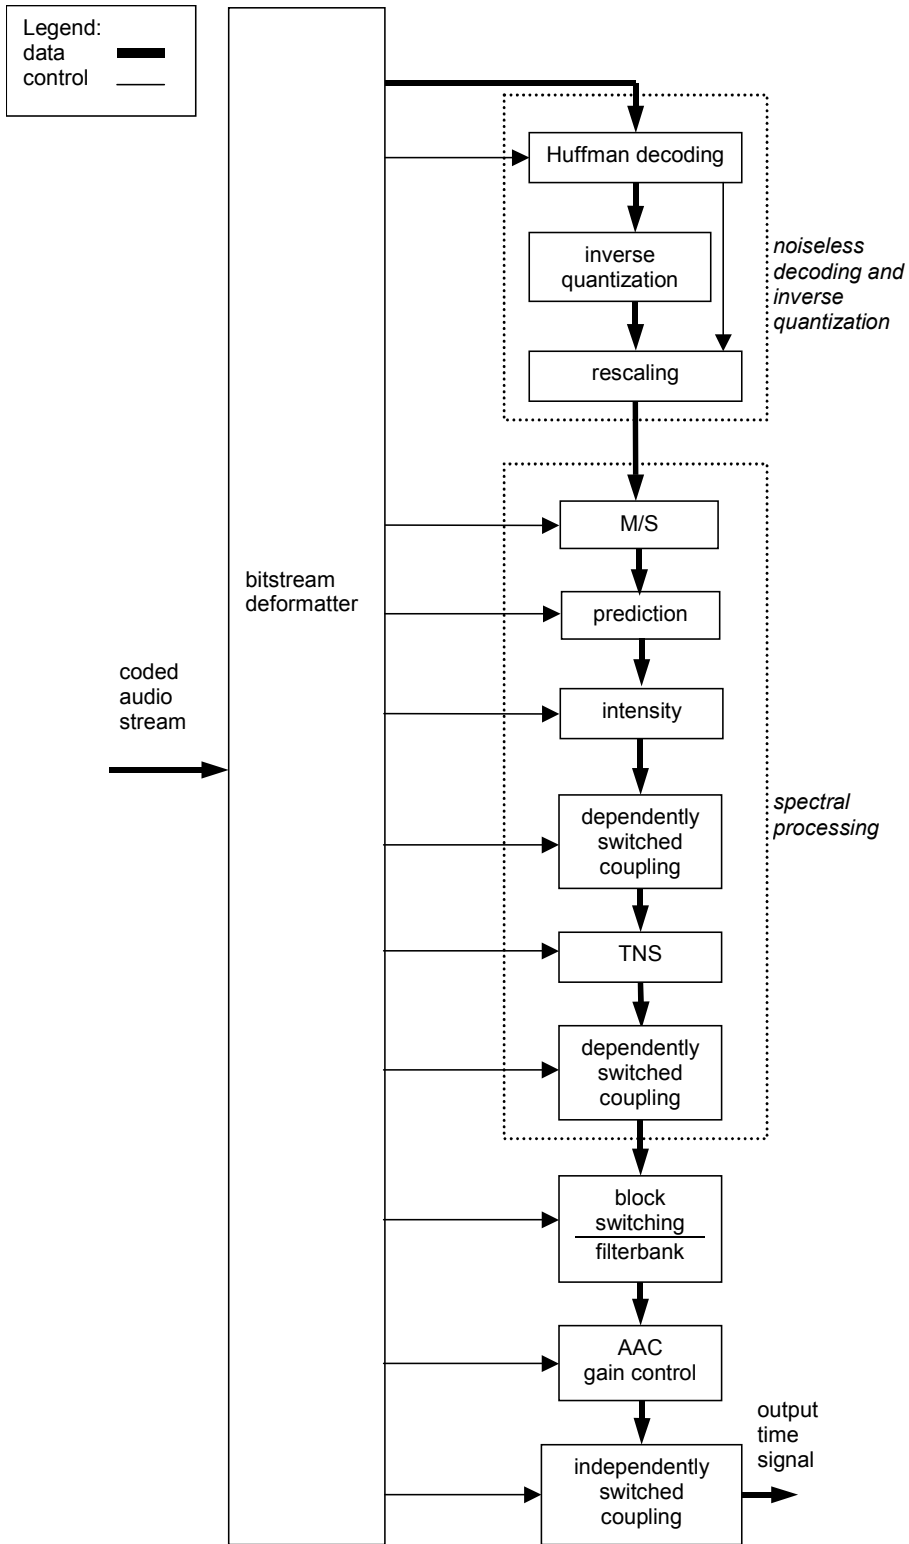 Legend:
data
control
Huffman decoding
inverse
quantization
rescaling
noiseless
decoding and
inverse
quantization
M/S
prediction
intensity
dependently
switched
coupling
TNS
dependently
switched
coupling
spectral
processing
bitstream
deformatter
coded
audio
stream
block
switching
filterbank
AAC
gain control
independently
switched
coupling
output
time
signal